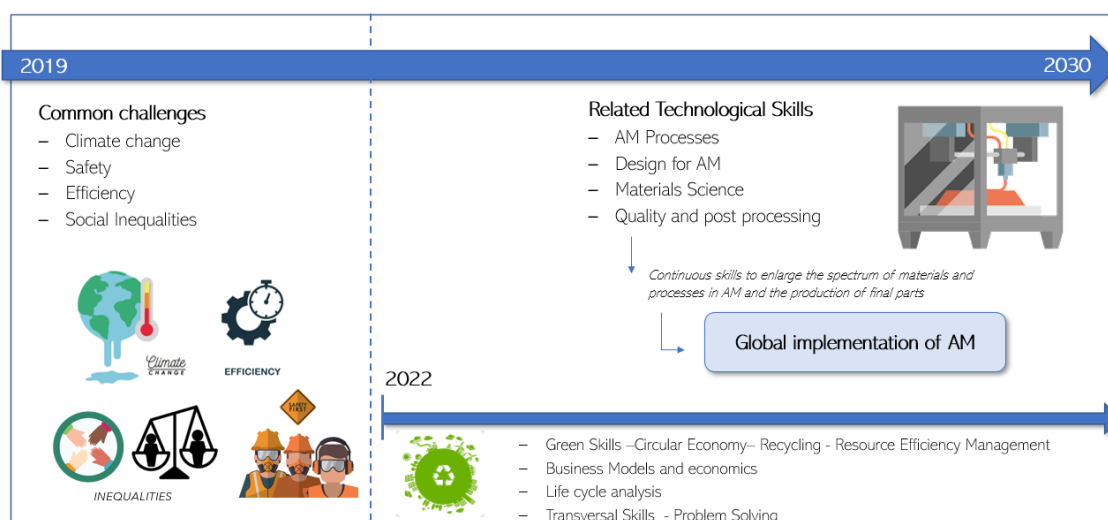 2019
2030
Common challenges
– Climate change
– Safety
– Efficiency
– Social Inequalities
Related Technological Skills
– AM Processes
– Design for AM
– Materials Science
– Quality and post processing
Continuous skills to enlarge the spectrum of materials and
processes in AM and the production of final parts
Global implementation of AM
Climate
CHANGE
EFFICIENCY
SAFETY
FIRST
INEQUALITIES
2022
– Green Skills –Circular Economy– Recycling - Resource Efficiency Management
– Business Models and economics
– Life cycle analysis
– Transversal Skills - Problem Solving